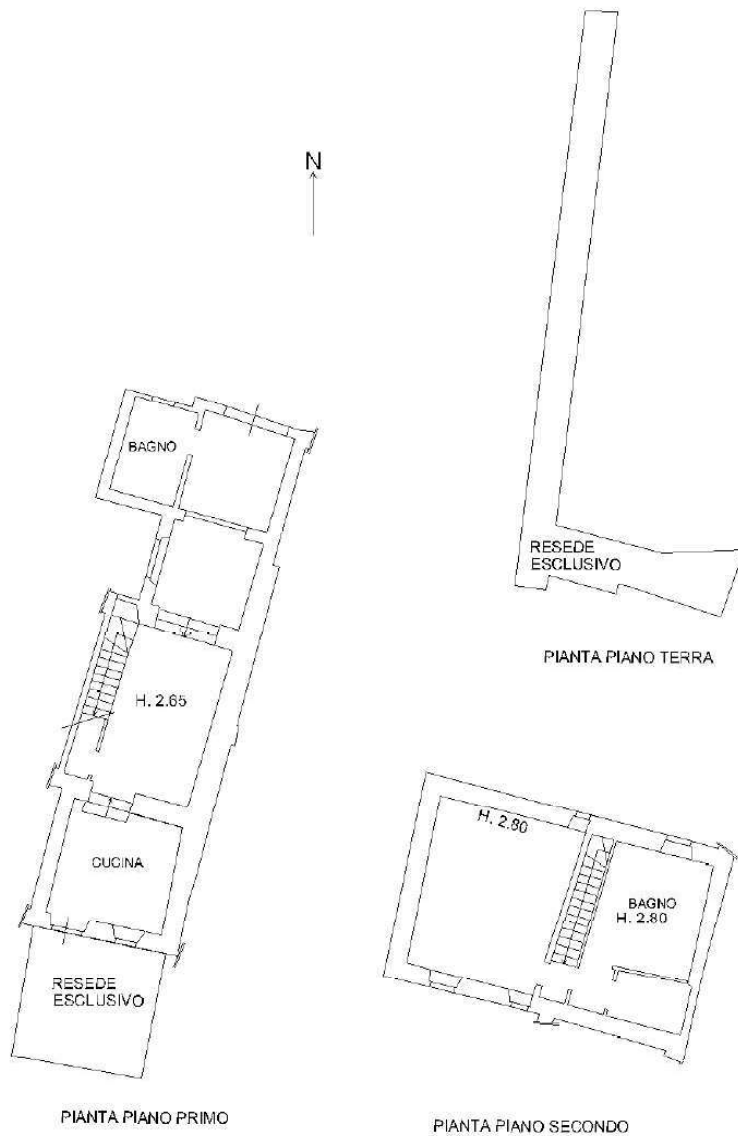 N
BAGNO
H. 2.65
CUCINA
RESEDE
ESCLUSIVO
PIANTA PIANO PRIMO
RESEDE
ESCLUSIVO
PIANTA PIANO TERRA
H. 2.80
BAGNO
H. 2.80
PIANTA PIANO SECONDO